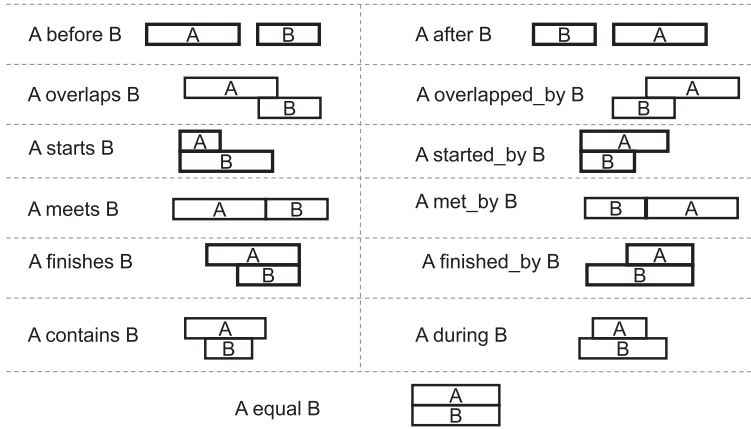 A before B A B A after B B A
A overlaps B A B A overlapped_by B A B
A starts B A B A started_by B A B
A meets B A B A met_by B B A
A finishes B A B A finished_by B A B
A contains B A B A during B A B
A equal B A B